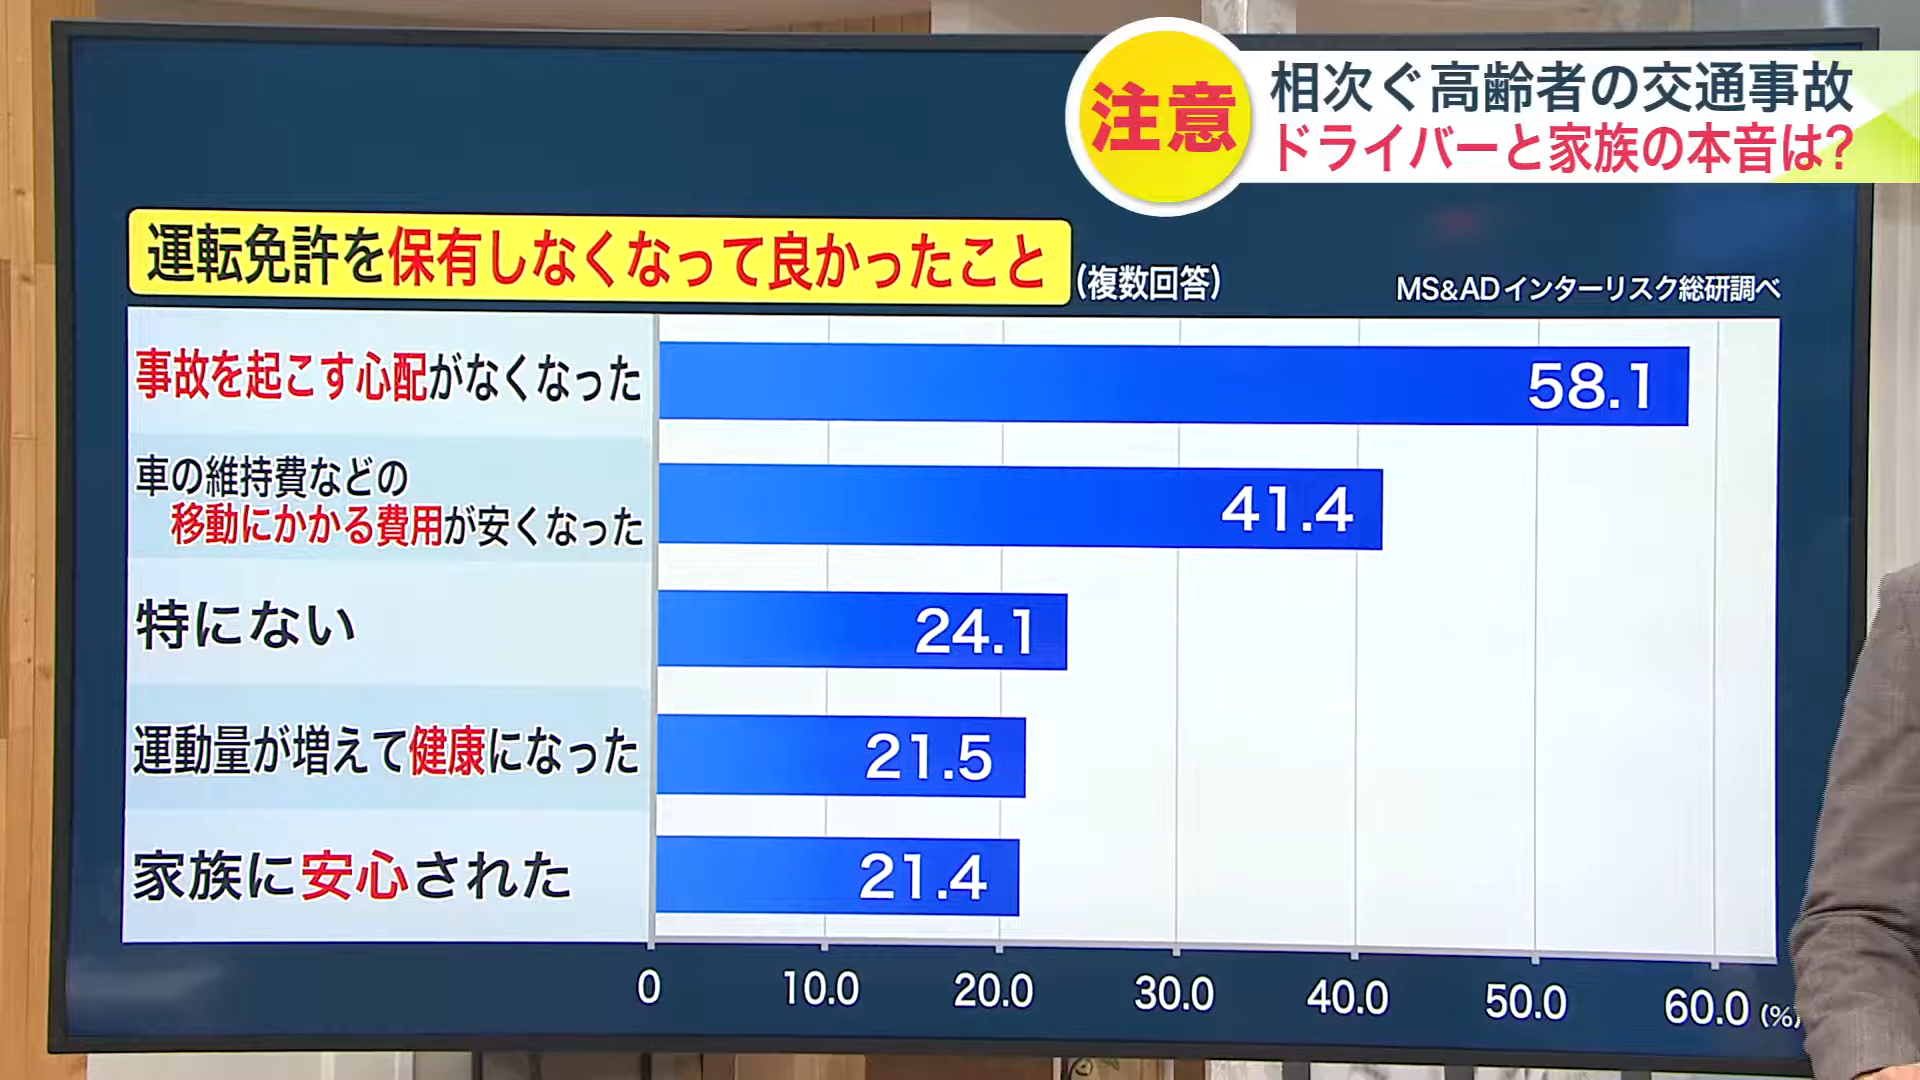 注意
相次ぐ高齢者の交通事故
ドライバーと家族の本音は?
運転免許を保有しなくなって良かったこと
(複数回答)
MS&ADインターリスク総研調べ
事故を起こす心配がなくなった
58.1
車の維持費などの
移動にかかる費用が安くなった
41.4
特にない
24.1
運動量が増えて健康になった
21.5
家族に安心された
21.4
0 10.0 20.0 30.0 40.0 50.0 60.0 (%)